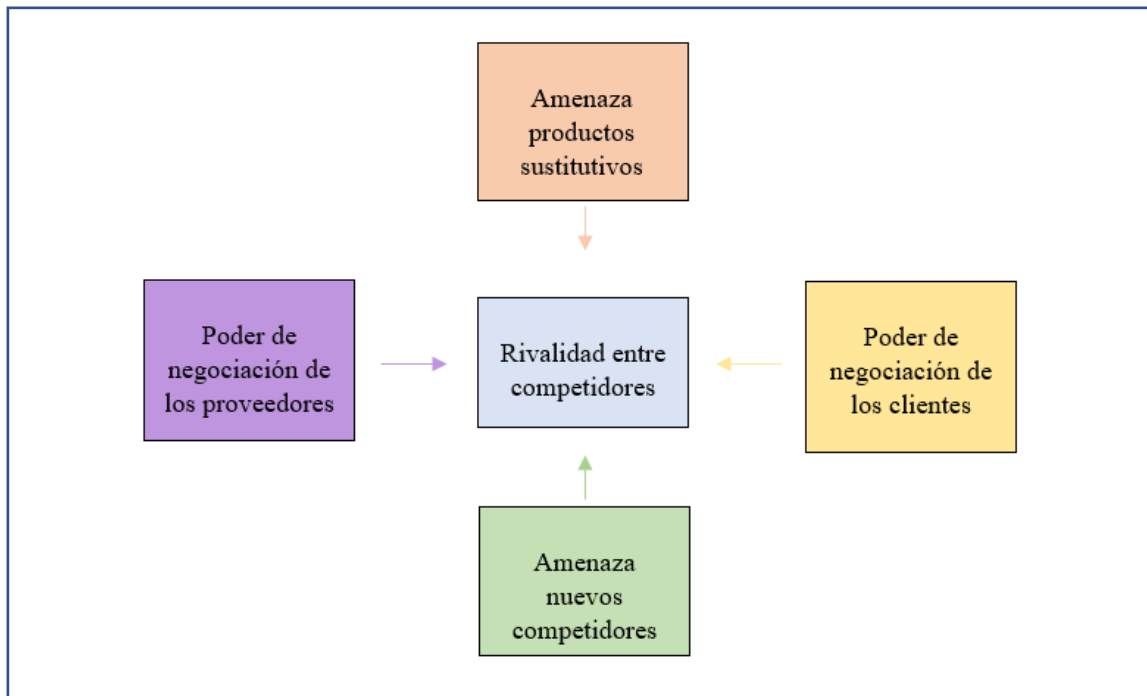 Amenaza
productos
sustitutivos
Poder de
negociación de
los proveedores
Rivalidad entre
competidores
Poder de
negociación de
los clientes
Amenaza
nuevos
competidores